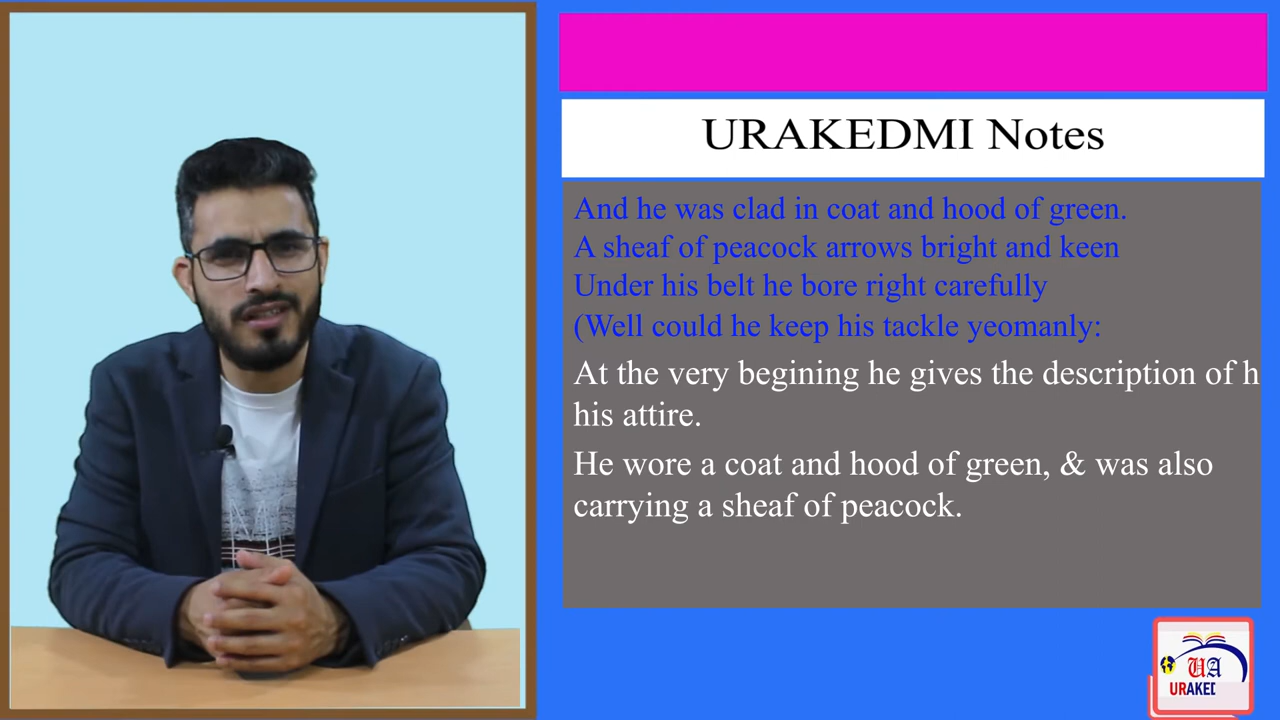 URAKEDMI Notes
And he was clad in coat and hood of green.
A sheaf of peacock arrows bright and keen
Under his belt he bore right carefully
(Well could he keep his tackle yeomanly:
At the very begining he gives the description of h
his attire.
He wore a coat and hood of green, & was also
carrying a sheaf of peacock.
UA
URAKED